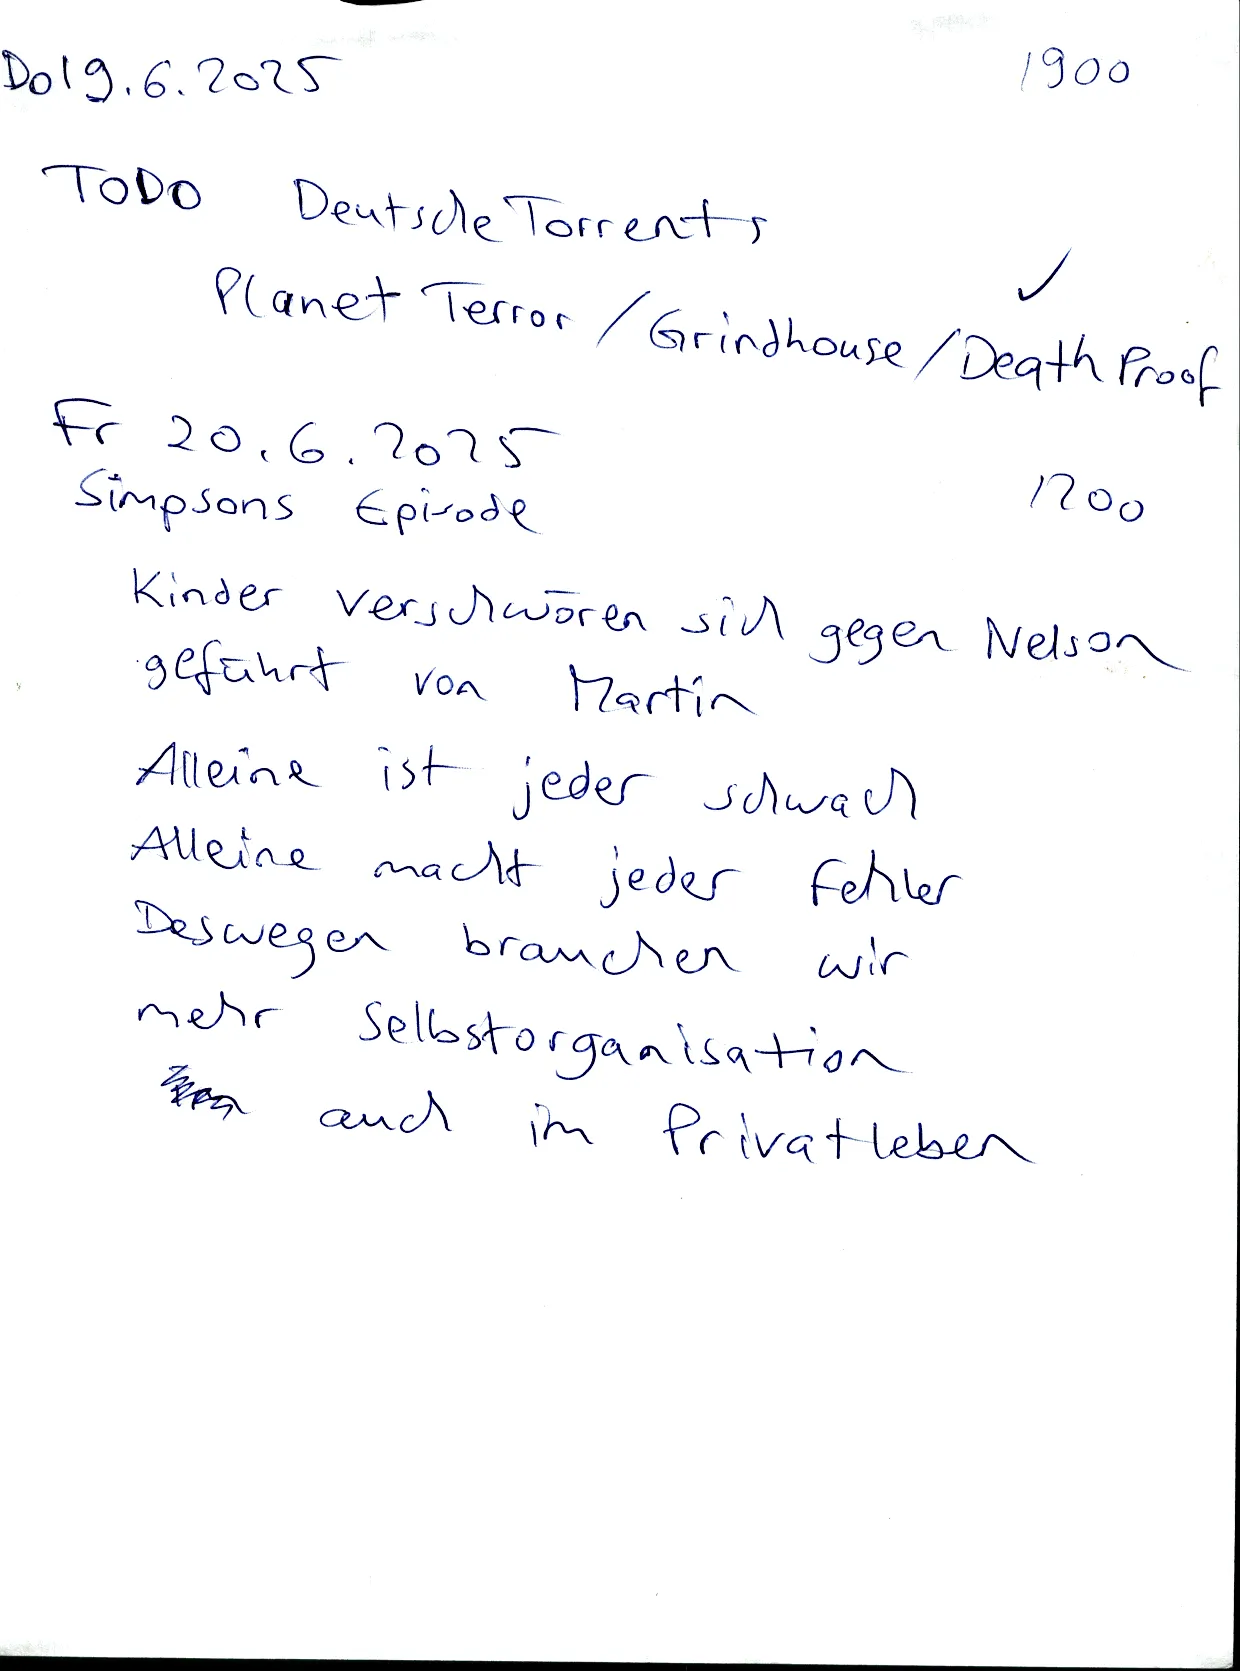 Do 19.6.2025 1900
TODO Deutsche Torrents
Planet Terror / Grindhouse / Death Proof ✓
Fr 20.6.2025
Simpsons Episode 1200
Kinder verschwören sich gegen Nelson
geführt von Martin
Alleine ist jeder schwach
Alleine macht jeder Fehler
Deswegen brauchen wir
mehr Selbstorganisation
auch im Privatleben